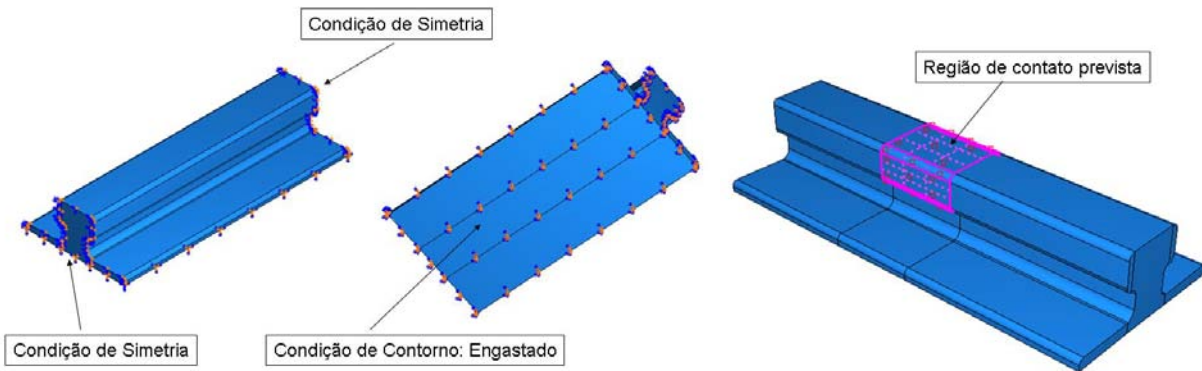 Condição de Simetria
Região de contato prevista
Condição de Simetria
Condição de Contorno: Engastado